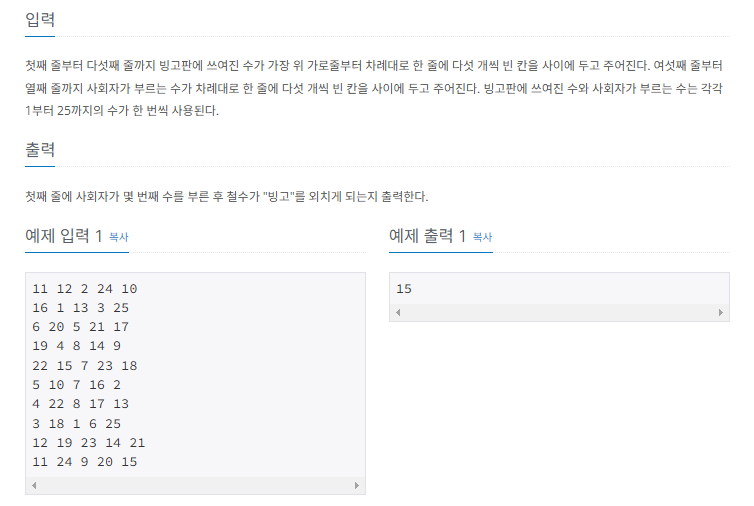 입력
첫째 줄부터 다섯째 줄까지 빙고판에 쓰여진 수가 가장 위 가로줄부터 차례대로 한 줄에 다섯 개씩 빈 칸을 사이에 두고 주어진다. 여섯째 줄부터
열째 줄까지 사회자가 부르는 수가 차례대로 한 줄에 다섯 개씩 빈 칸을 사이에 두고 주어진다. 빙고판에 쓰여진 수와 사회자가 부르는 수는 각각
1부터 25까지의 수가 한 번씩 사용된다.
출력
첫째 줄에 사회자가 몇 번째 수를 부른 후 철수가 "빙고"를 외치게 되는지 출력한다.
예제 입력 1 복사
11 12 2 24 10
16 1 13 3 25
6 20 5 21 17
19 4 8 14 9
22 15 7 23 18
5 10 7 16 2
4 22 8 17 13
3 18 1 6 25
12 19 23 14 21
11 24 9 20 15
예제 출력 1 복사
15